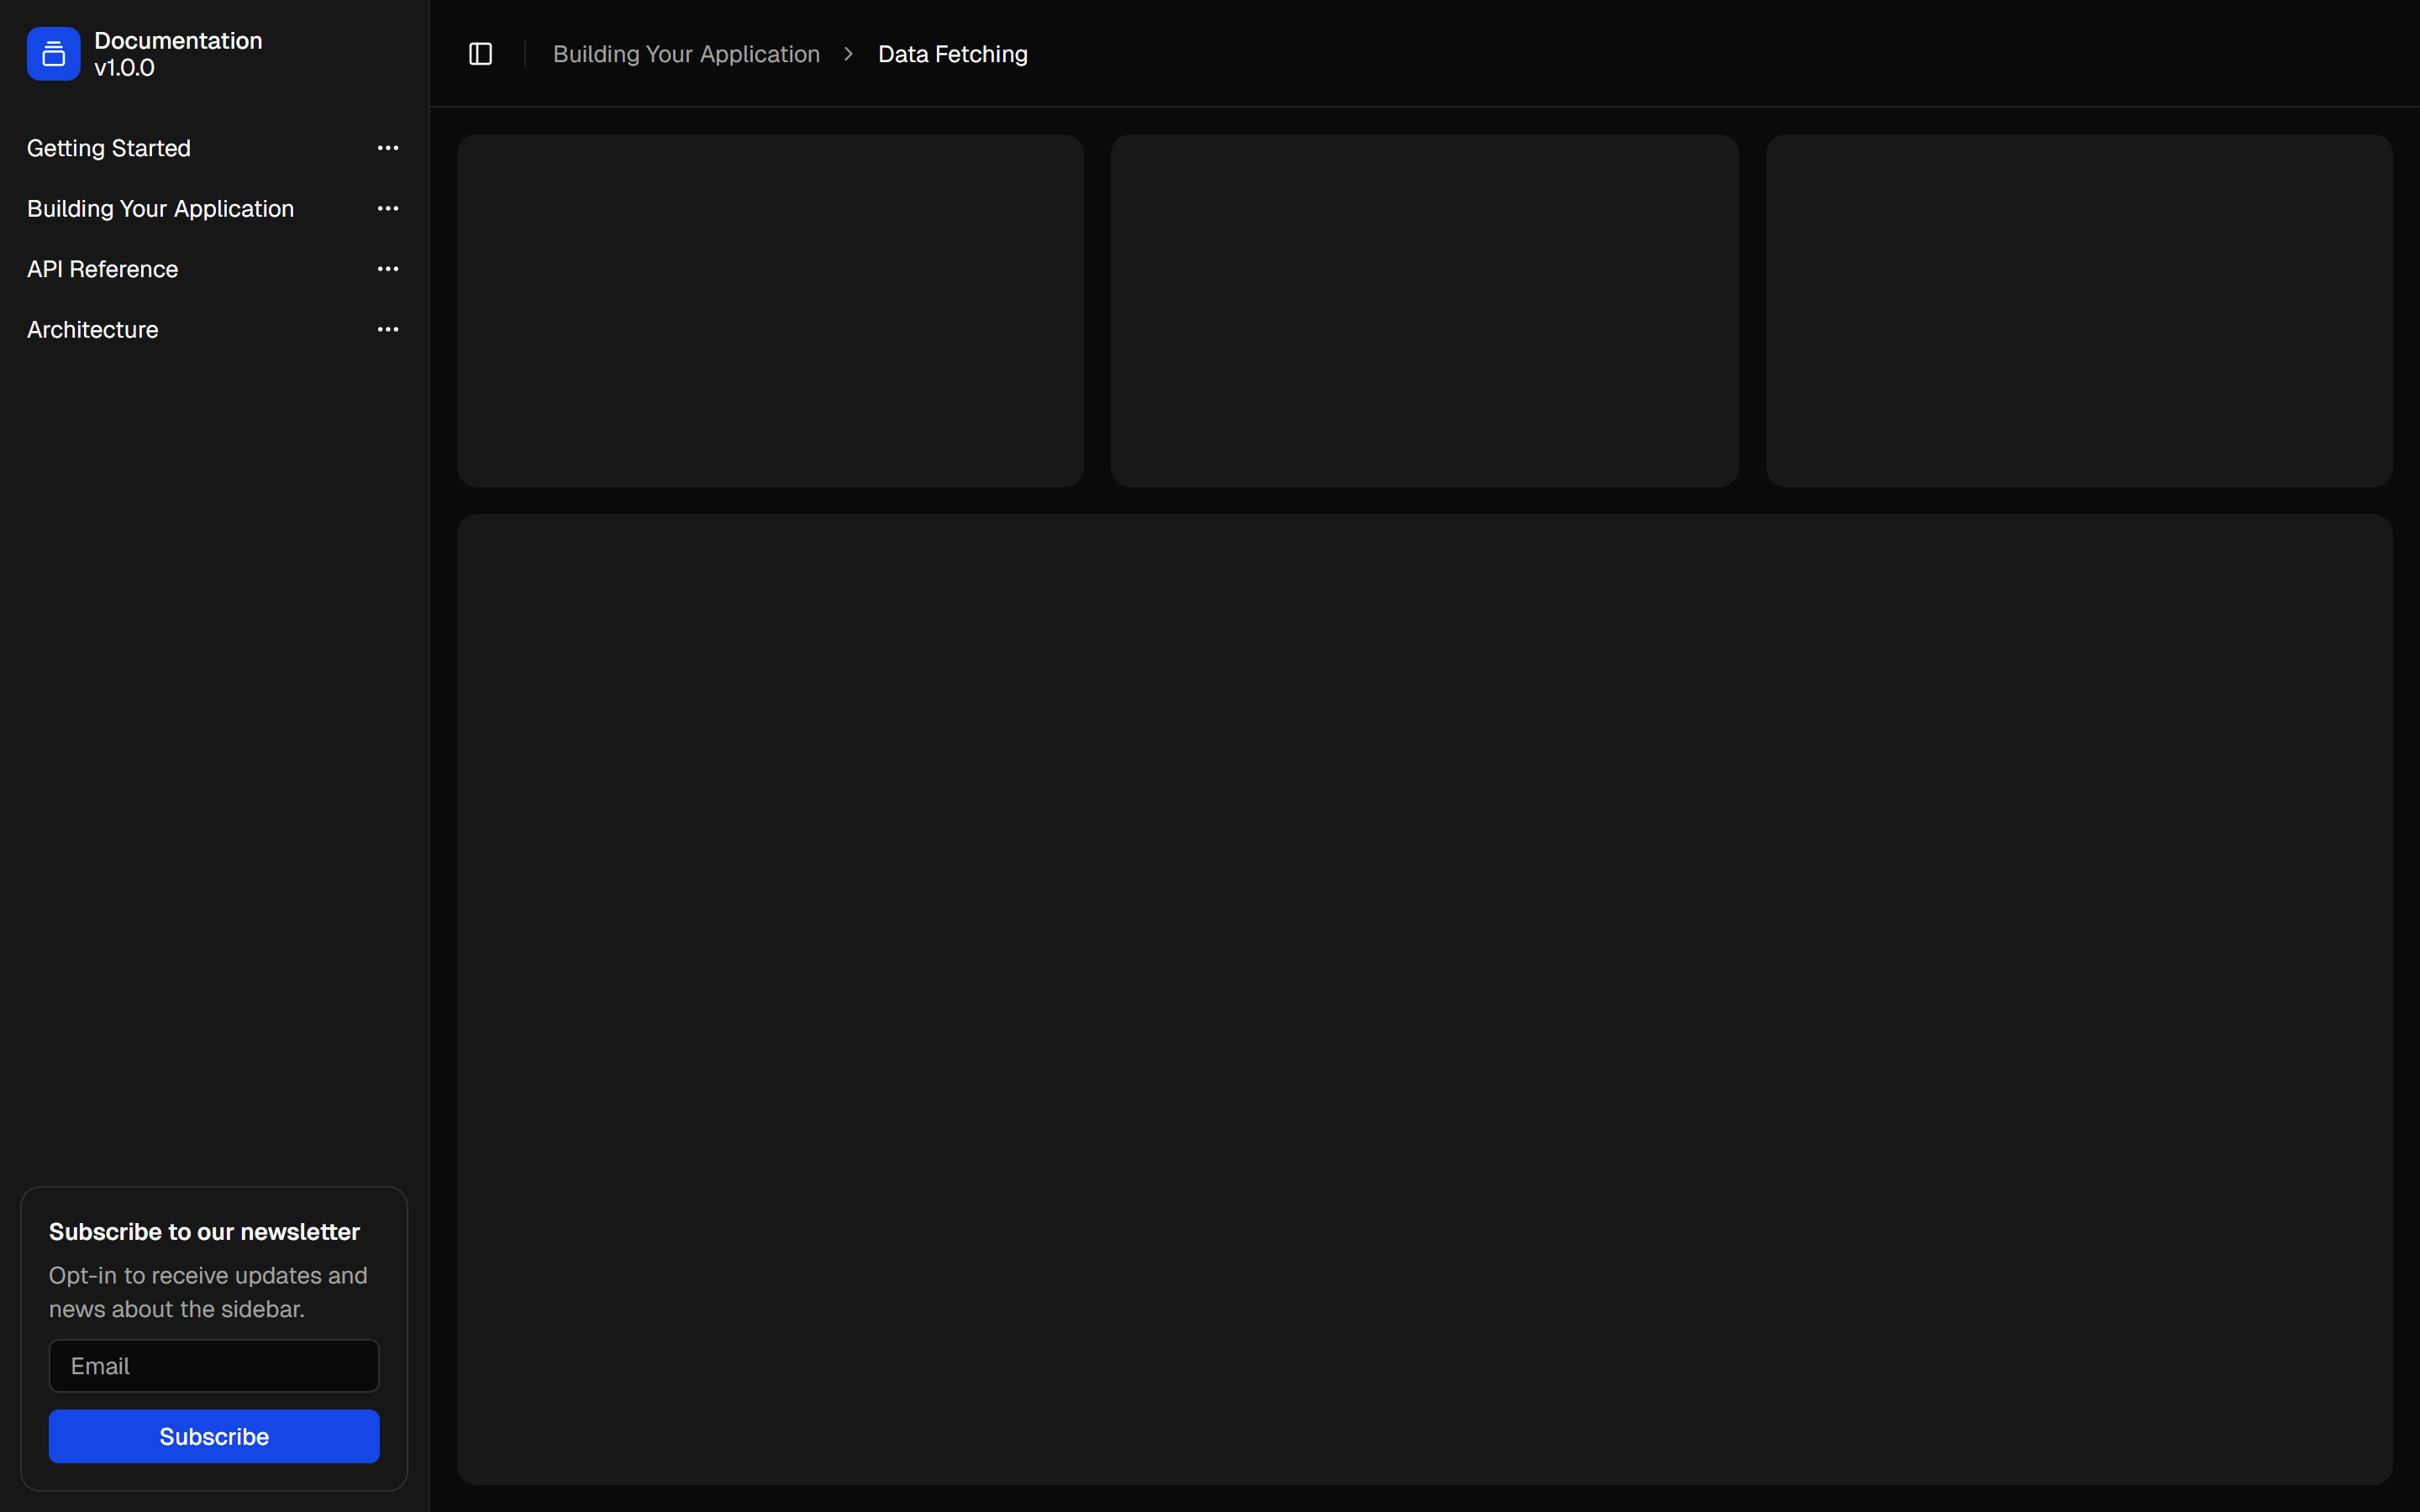 Documentation
v1.0.0
Getting Started
Building Your Application
API Reference
Architecture
Subscribe to our newsletter
Opt-in to receive updates and
news about the sidebar.
Email
Subscribe
Building Your Application
Data Fetching